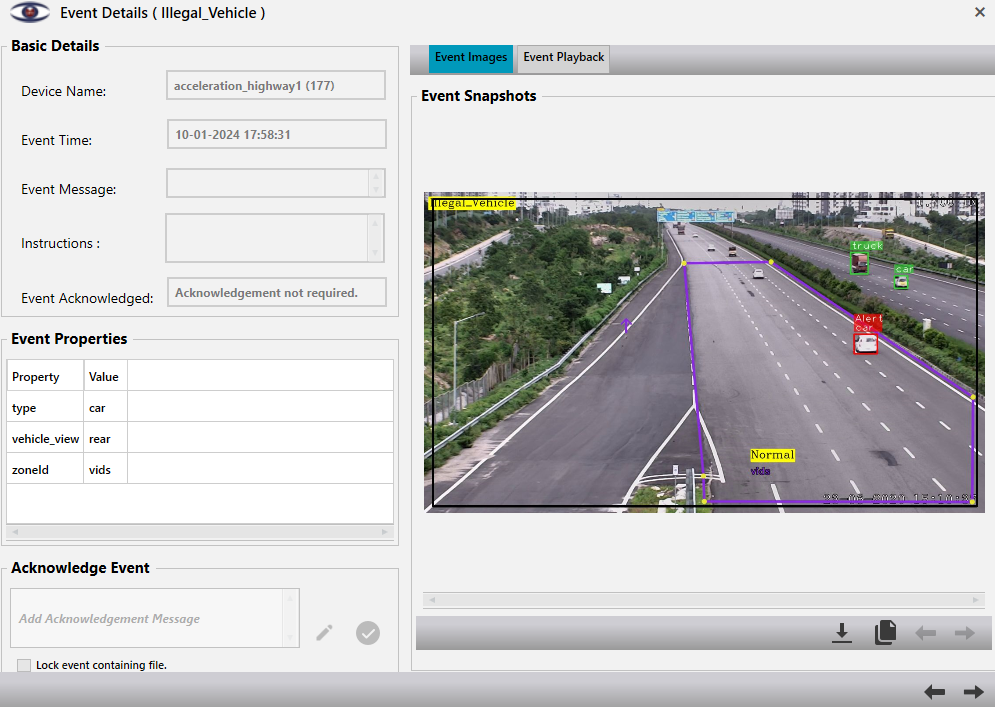 Event Details ( Illegal_Vehicle )
Basic Details
Device Name:
acceleration_highway1 (177)
Event Time:
10-01-2024 17:58:31
Event Message:
Instructions :
Event Acknowledged:
Acknowledgement not required.
Event Properties
Property Value
type car
vehicle_view rear
zoneId vids
Acknowledge Event
Add Acknowledgement Message
Lock event containing file.
Event Images Event Playback
Event Snapshots
Illegal_Vehicle
truck
car
Alert
car
Normal
vids